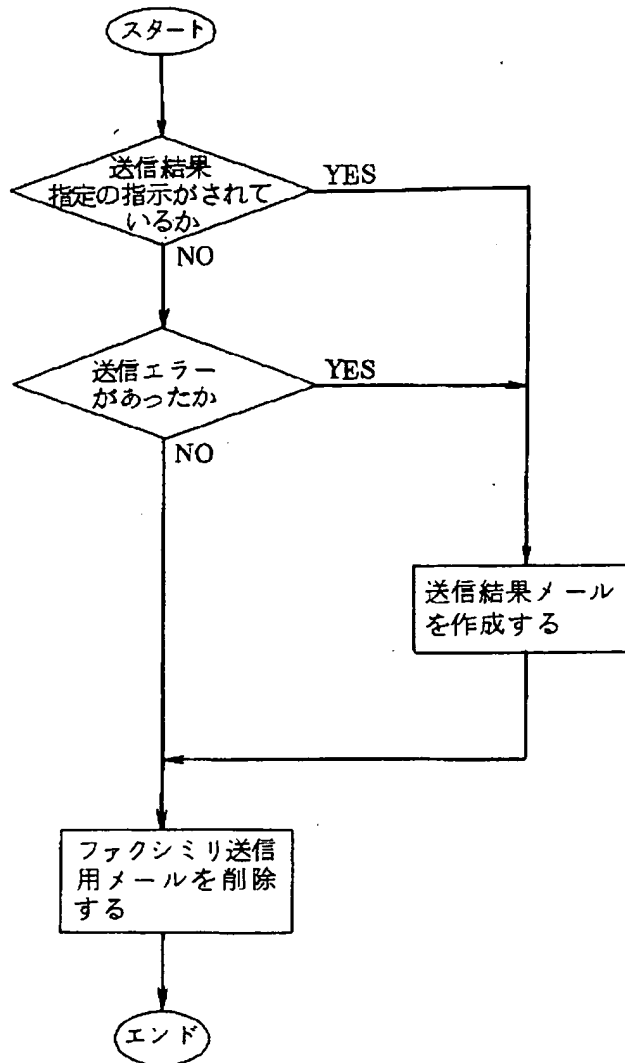 スタート
送信結果
指定の指示がされて
いるか
YES
NO
送信エラー
があったか
YES
NO
送信結果メール
を作成する
ファクシミリ送信
用メールを削除
する
エンド